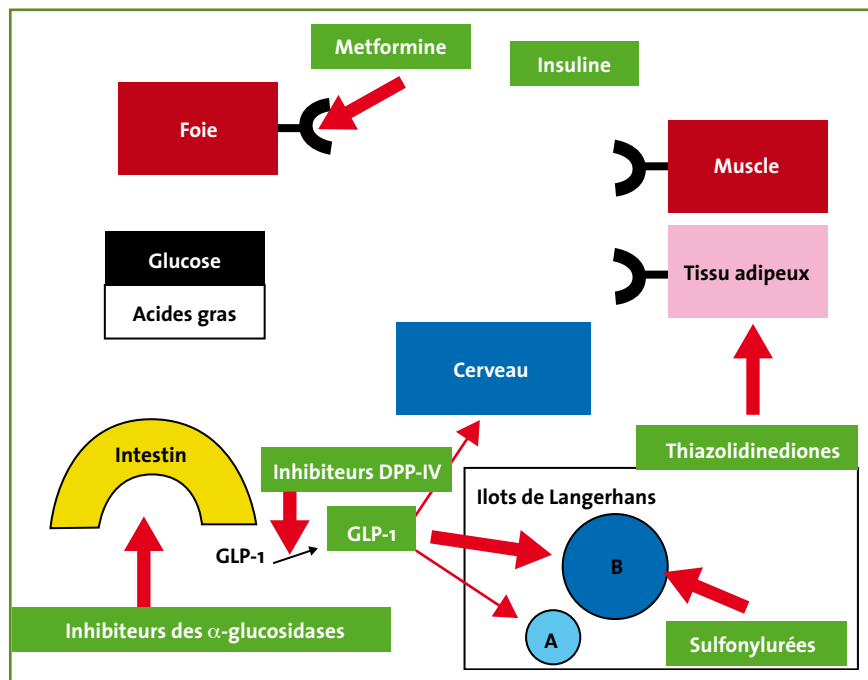 Metformine
Insuline
Foie
Muscle
Glucose
Acides gras
Tissu adipeux
Cerveau
Intestin
Inhibiteurs DPP-IV
Thiazolidinediones
Ilots de Langerhans
GLP-1
GLP-1
B
A
Inhibiteurs des α-glucosidases
Sulfonylurées